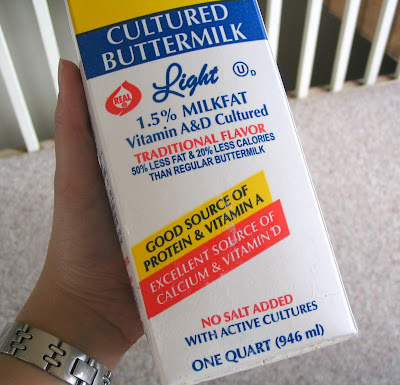 CULTURED
BUTTERMILK
REAL
Light
U D
1.5% MILKFAT
Vitamin A&D Cultured
TRADITIONAL FLAVOR
50% LESS FAT & 20% LESS CALORIES
THAN REGULAR BUTTERMILK
GOOD SOURCE OF
PROTEIN & VITAMIN A
EXCELLENT SOURCE OF
CALCIUM & VITAMIN D
NO SALT ADDED
WITH ACTIVE CULTURES
ONE QUART (946 ml)